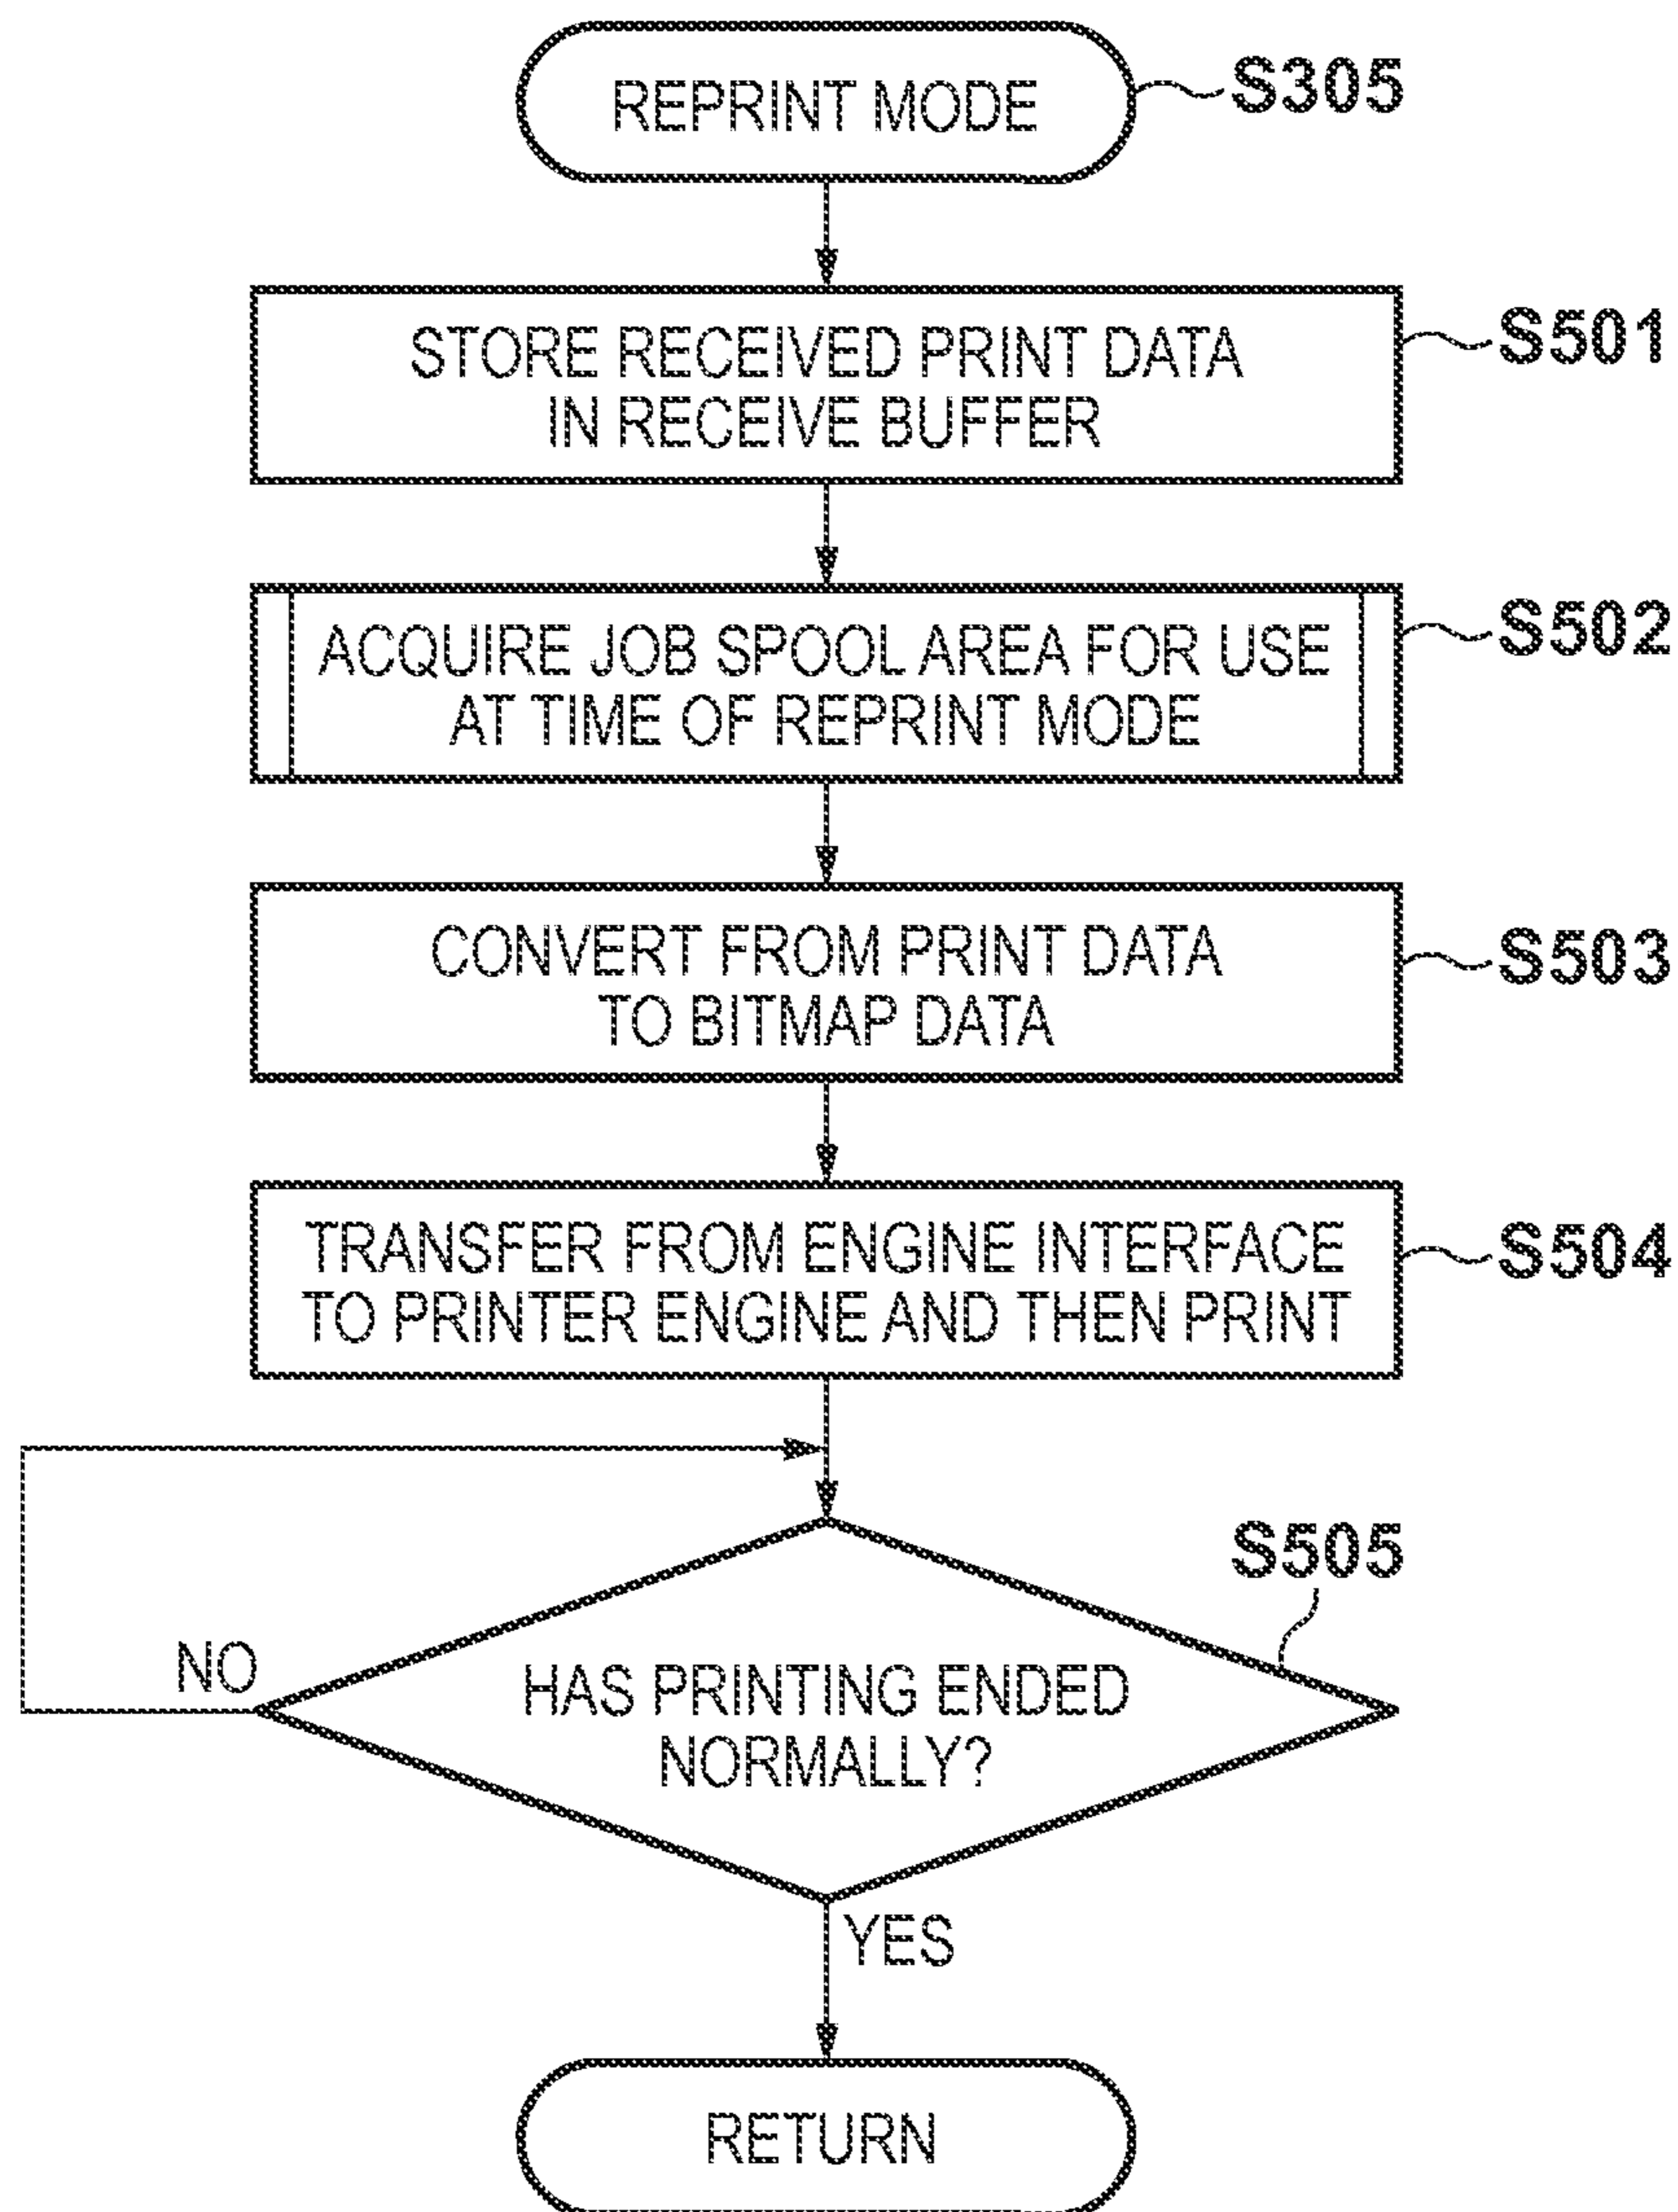 REPRINT MODE
S305
STORE RECEIVED PRINT DATA
IN RECEIVE BUFFER
S501
ACQUIRE JOB SPOOL AREA FOR USE
AT TIME OF REPRINT MODE
S502
CONVERT FROM PRINT DATA
TO BITMAP DATA
S503
TRANSFER FROM ENGINE INTERFACE
TO PRINTER ENGINE AND THEN PRINT
S504
S505
NO
HAS PRINTING ENDED
NORMALLY?
YES
RETURN